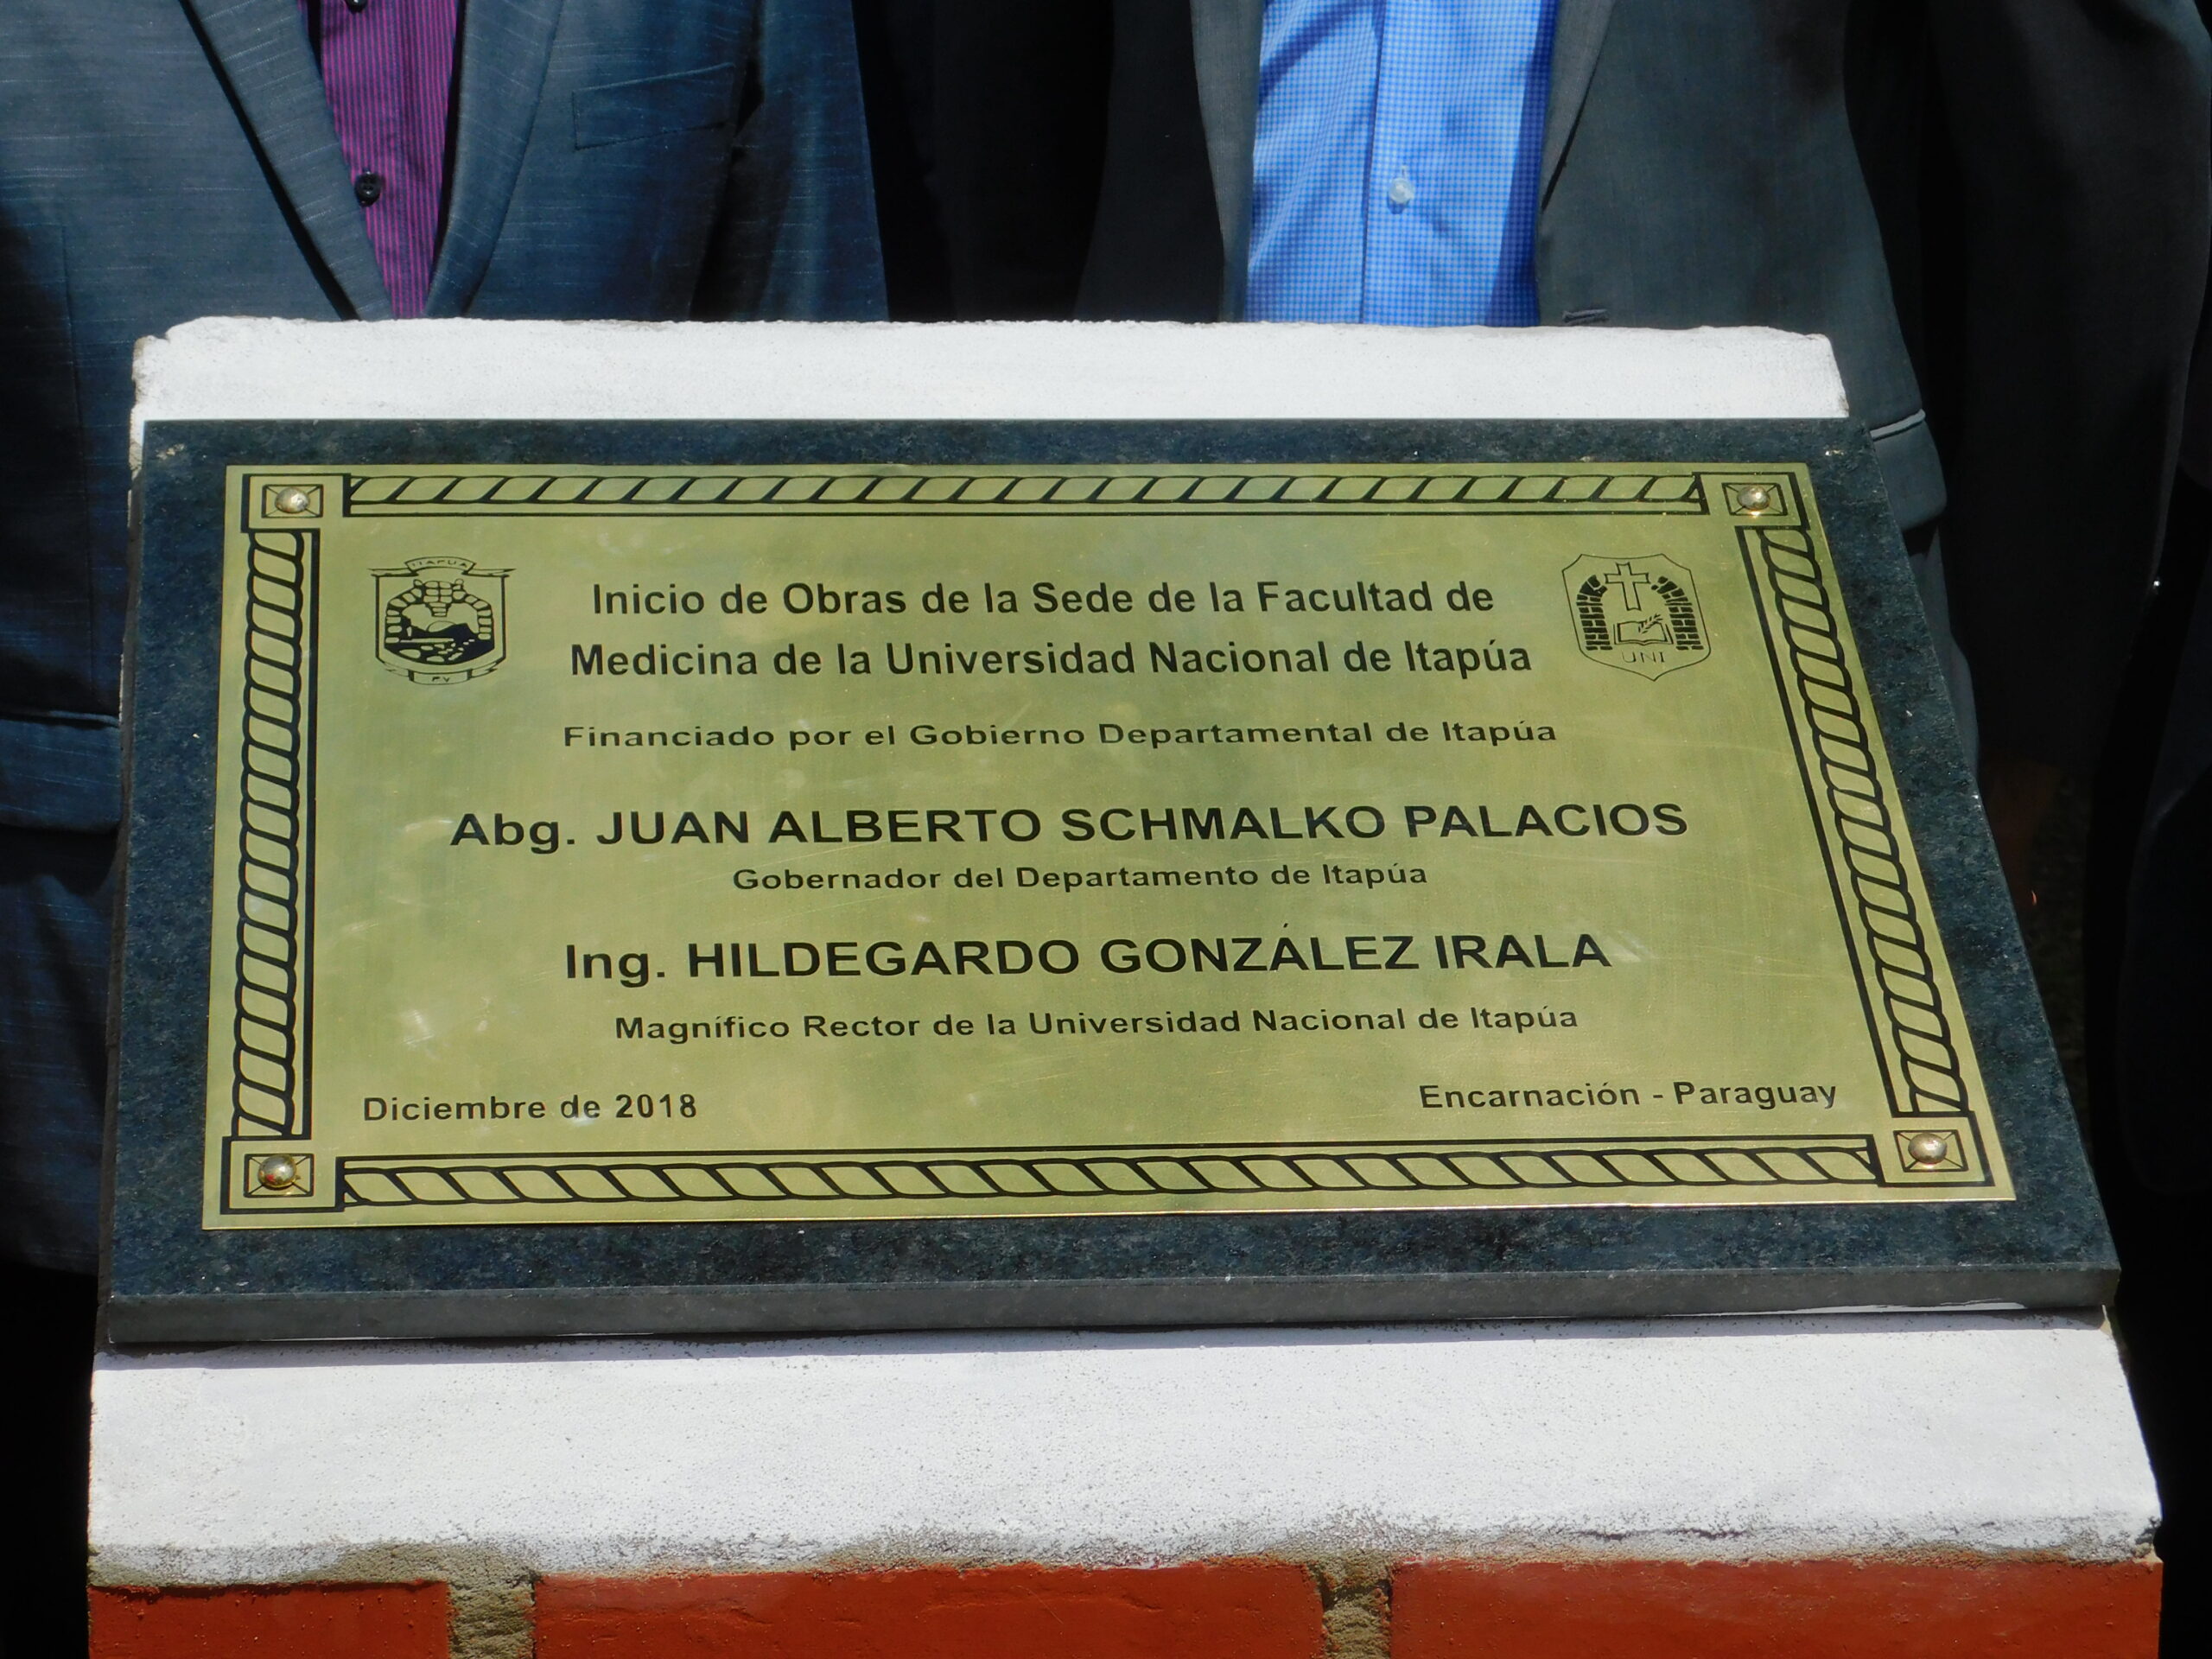 ITAPUA
Inicio de Obras de la Sede de la Facultad de
Medicina de la Universidad Nacional de Itapúa
UNI
Financiado por el Gobierno Departamental de Itapúa
Abg. JUAN ALBERTO SCHMALKO PALACIOS
Gobernador del Departamento de Itapúa
Ing. HILDEGARDO GONZÁLEZ IRALA
Magnífico Rector de la Universidad Nacional de Itapúa
Diciembre de 2018
Encarnación - Paraguay